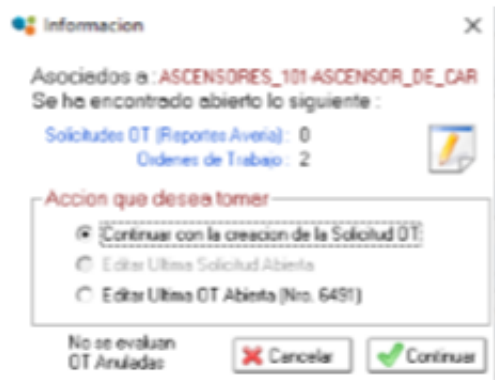 Informacion
Asociados a : ASCENSORES_101-ASCENSOR_DE_CAR
Se ha encontrado abierto lo siguiente :
Solicitudes OT (Reportes Averia) : 0
Ordenes de Trabajo : 2
Accion que desea tomar
Continuar con la creacion de la Solicitud OT
Editar Ultima Solicitud Abierta
Editar Ultima OT Abierta (Nro. 6491)
No se evaluan
OT Anuladas
Cancelar
Continuar